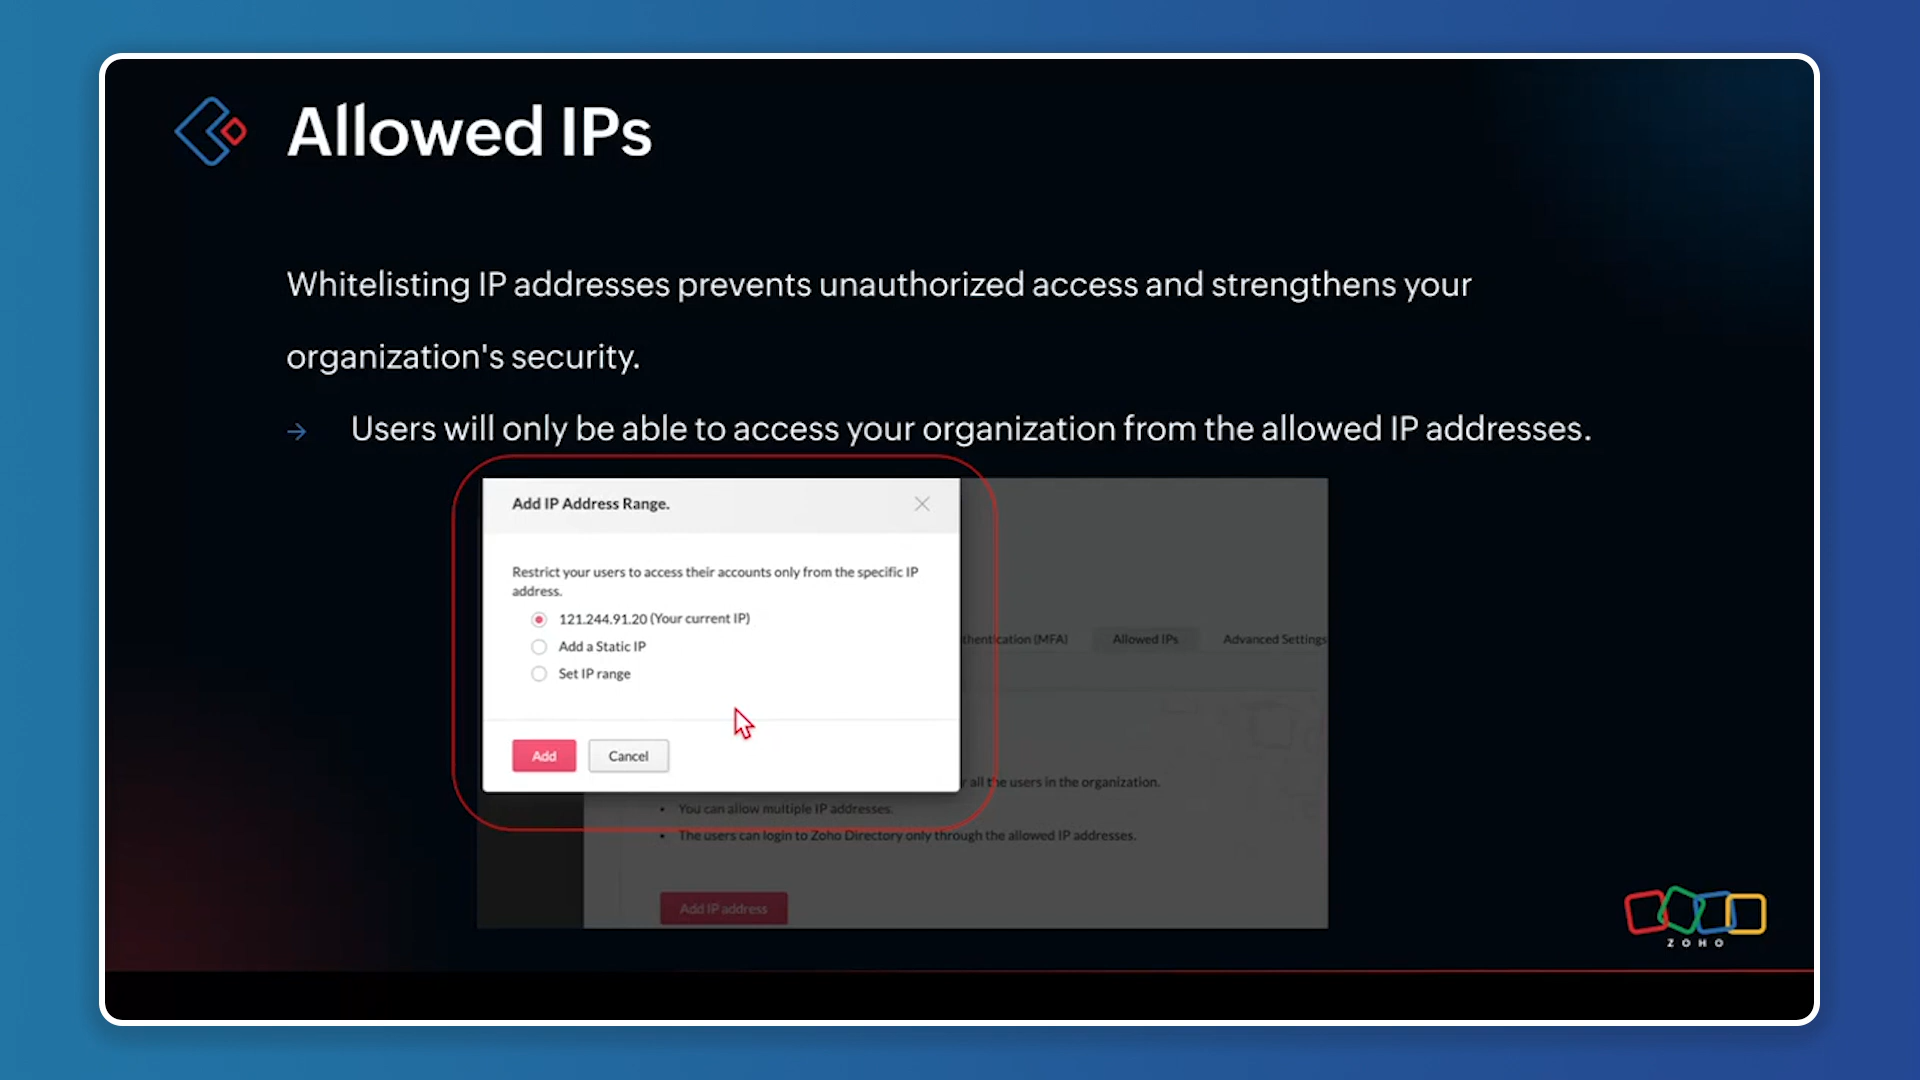 Allowed IPs
Whitelisting IP addresses prevents unauthorized access and strengthens your
organization's security.
→ Users will only be able to access your organization from the allowed IP addresses.
Add IP Address Range.
Restrict your users to access their accounts only from the specific IP
address.
121.244.91.20 (Your current IP)
Add a Static IP
Set IP range
Add Cancel
(MFA) Allowed IPs Advanced Settings
all the users in the organization.
• You can allow multiple IP addresses.
• The users can login to Zoho Directory only through the allowed IP addresses.
Add IP address
ZOHO